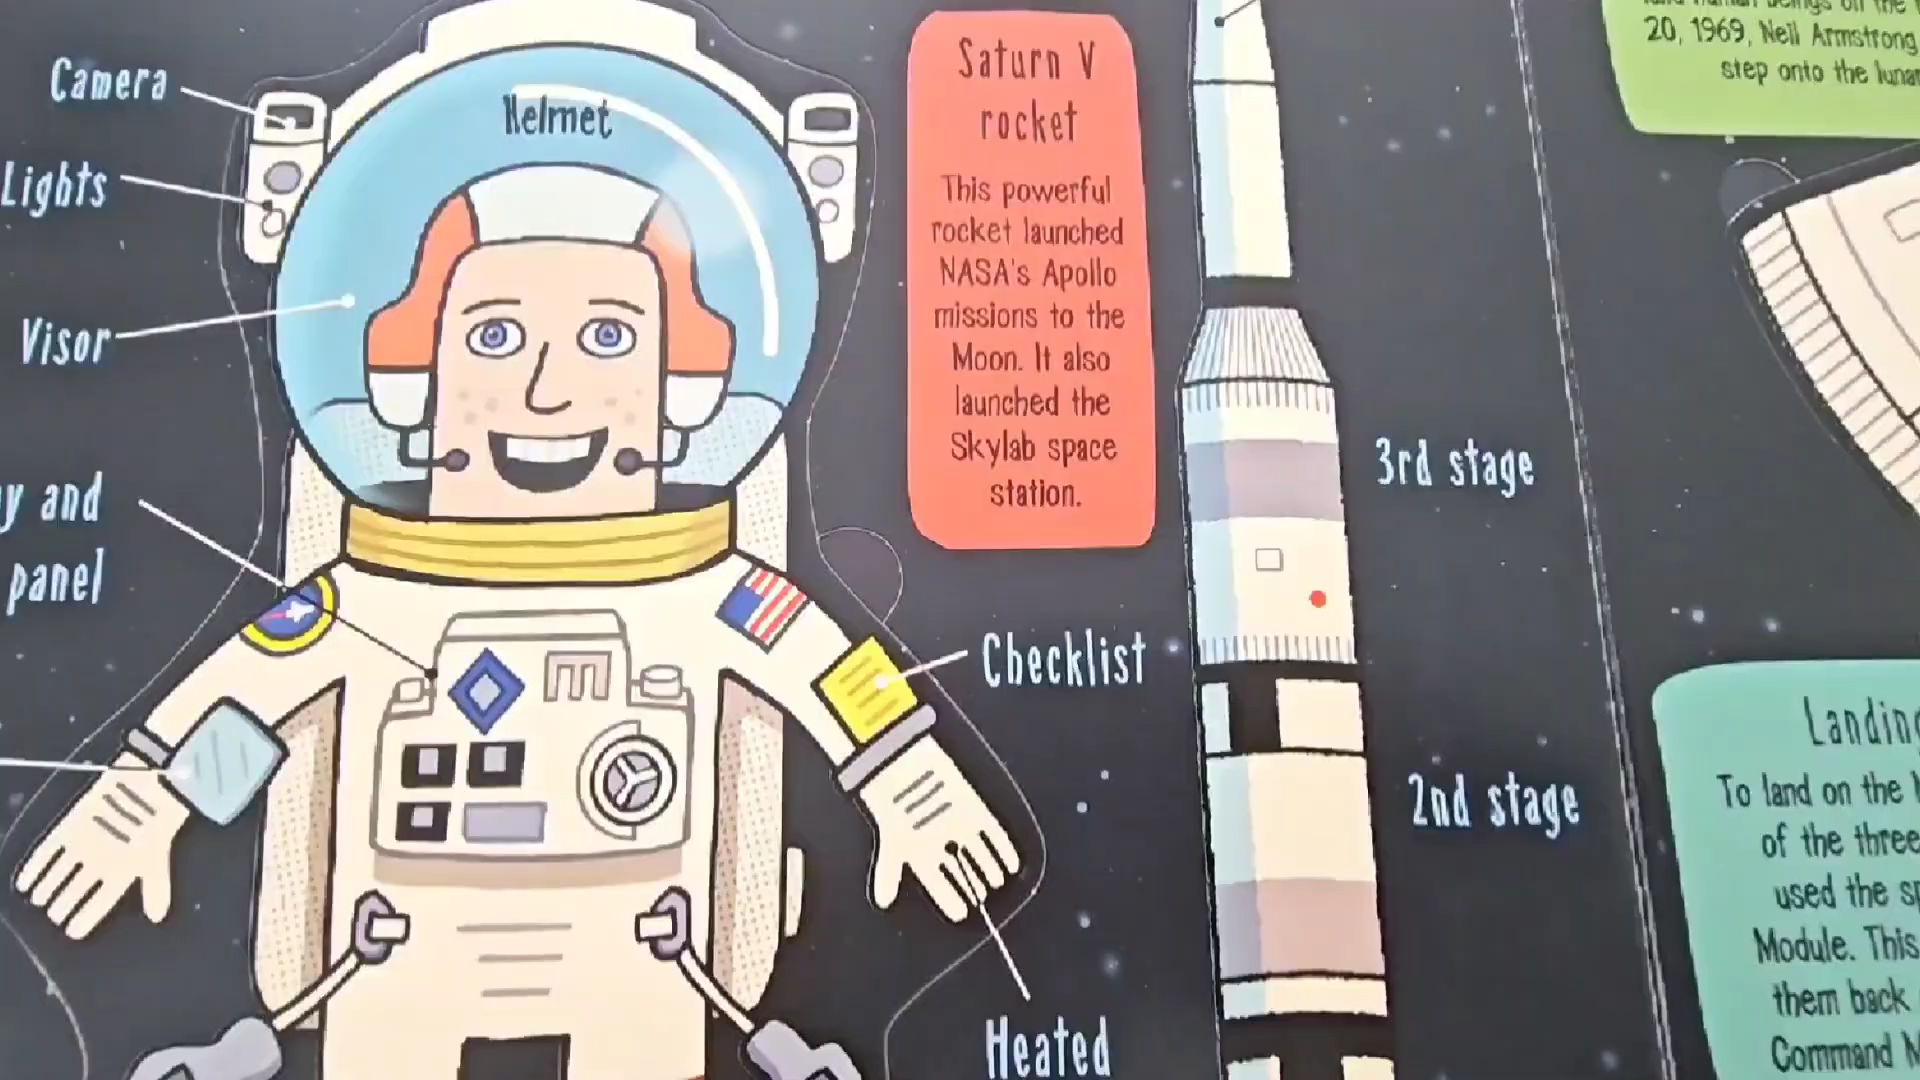 Camera
Lights
Visor
and
panel
Helmet
Saturn V
rocket
This powerful
rocket launched
NASA's Apollo
missions to the
Moon. It also
launched the
Skylab space
station.
Checklist
Heated
3rd stage
2nd stage
20, 1969, Neil Armstrong
step onto the
To land on the
of the three
used the
Module. This
them back
Command